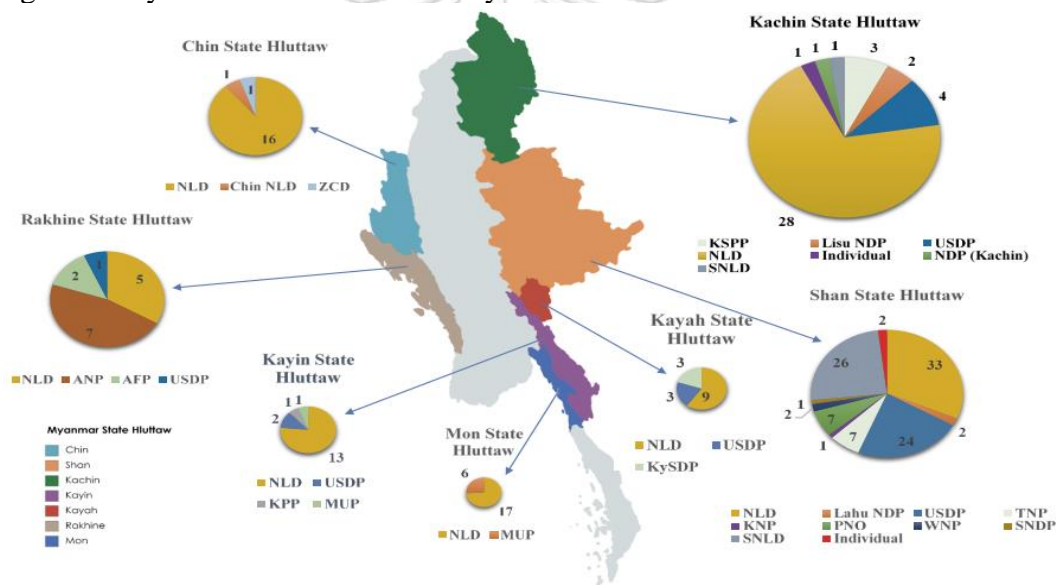 Chin State Hluttaw
1
1
16
NLD Chin NLD ZCD
Kachin State Hluttaw
1 1 1 3
2
4
28
KSPP Lisu NDP USDP
NLD Individual NDP (Kachin)
SNLD
Rakhine State Hluttaw
1
2 5
7
NLD ANP AFP USDP
Kayin State
Hluttaw
1 1
2
13
NLD USDP
KPP MUP
Mon State
Hluttaw
6
17
NLD MUP
Kayah State
Hluttaw
3
3 9
NLD USDP
KySDP
Shan State Hluttaw
2
26 33
1
2 7 2
1 7 24
NLD Lahu NDP USDP TNP
KNP PNO WNP SNDP
SNLD Individual
Myanmar State Hluttaw
Chin
Shan
Kachin
Kayin
Kayah
Rakhine
Mon